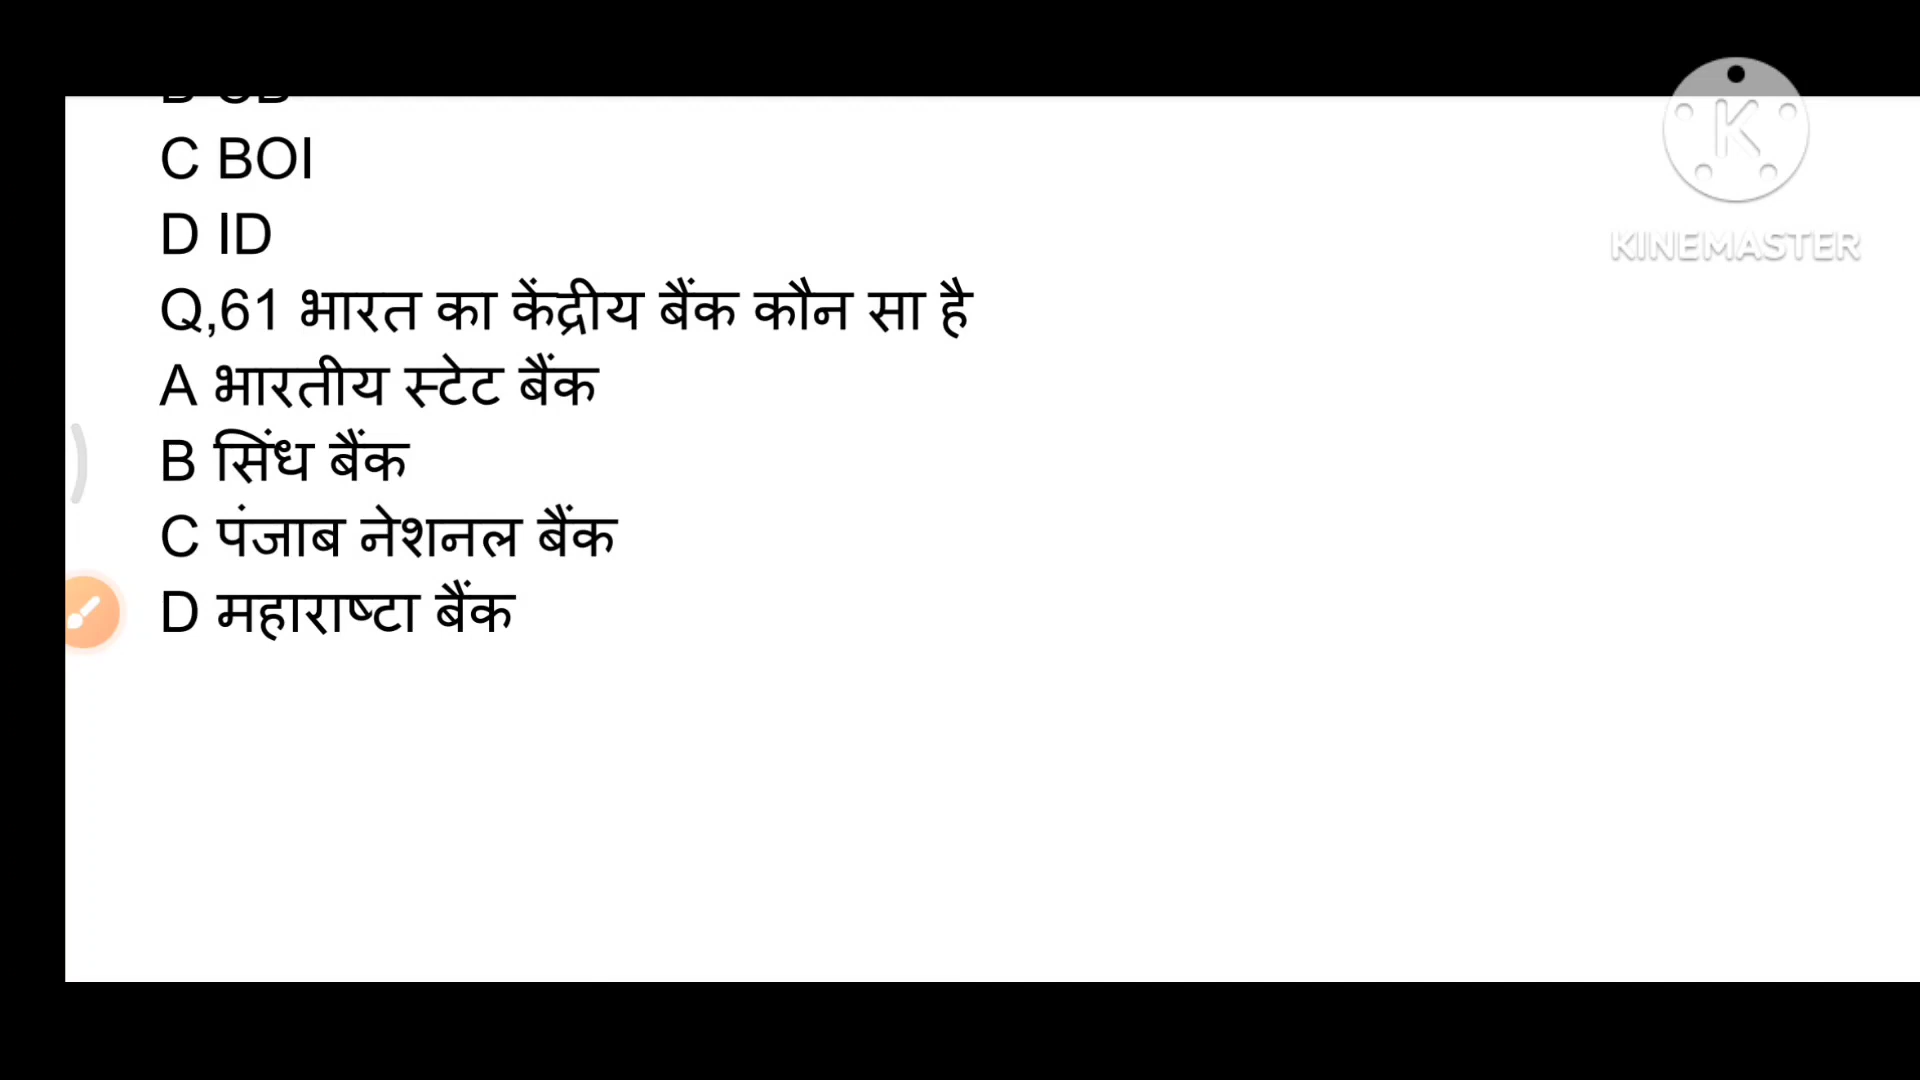 C BOI
D ID
Q,61 भारत का केंद्रीय बैंक कौन सा है
A भारतीय स्टेट बैंक
B सिंध बैंक
C पंजाब नेशनल बैंक
D महाराष्टा बैंक
K
KINEMASTER